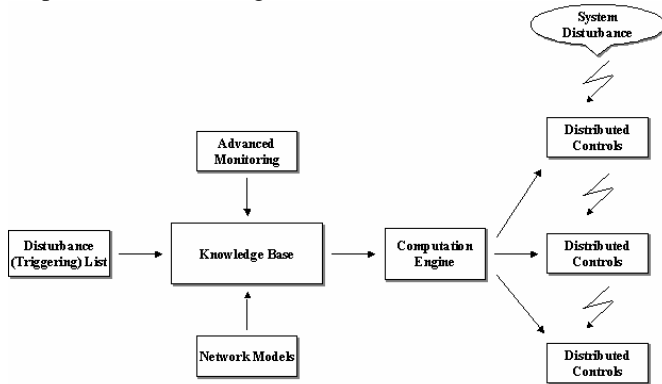 System
Disturbance
Distributed
Controls
Advanced
Monitoring
Disturbance
(Triggering) List
Knowledge Base
Computation
Engine
Distributed
Controls
Network Models
Distributed
Controls